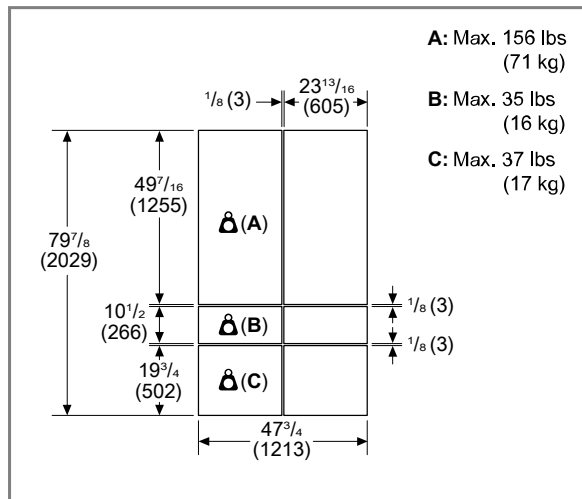 A: Max. 156 lbs
(71 kg)
B: Max. 35 lbs
(16 kg)
C: Max. 37 lbs
(17 kg)
1/8 (3)
23 13/16
(605)
49 7/16
(1255)
(A)
79 7/8
(2029)
10 1/2
(266)
(B)
1/8 (3)
1/8 (3)
19 3/4
(502)
(C)
47 3/4
(1213)